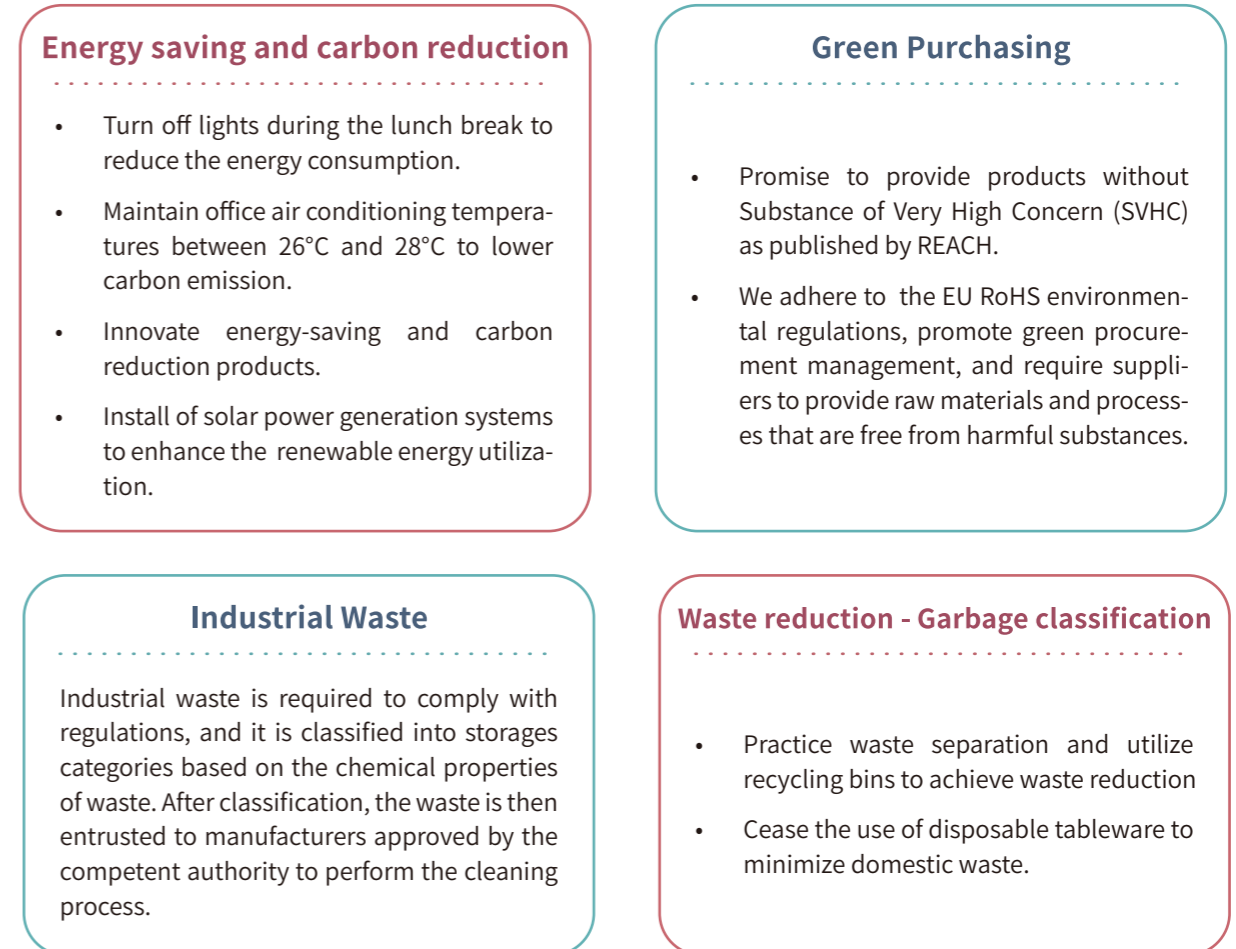 Energy saving and carbon reduction
• Turn off lights during the lunch break to
reduce the energy consumption.
• Maintain office air conditioning tempera-
tures between 26°C and 28°C to lower
carbon emission.
• Innovate energy-saving and carbon
reduction products.
• Install of solar power generation systems
to enhance the renewable energy utiliza-
tion.
Green Purchasing
• Promise to provide products without
Substance of Very High Concern (SVHC)
as published by REACH.
• We adhere to the EU RoHS environmen-
tal regulations, promote green procure-
ment management, and require suppli-
ers to provide raw materials and process-
es that are free from harmful substances.
Industrial Waste
Industrial waste is required to comply with
regulations, and it is classified into storages
categories based on the chemical properties
of waste. After classification, the waste is then
entrusted to manufacturers approved by the
competent authority to perform the cleaning
process.
Waste reduction - Garbage classification
• Practice waste separation and utilize
recycling bins to achieve waste reduction
• Cease the use of disposable tableware to
minimize domestic waste.